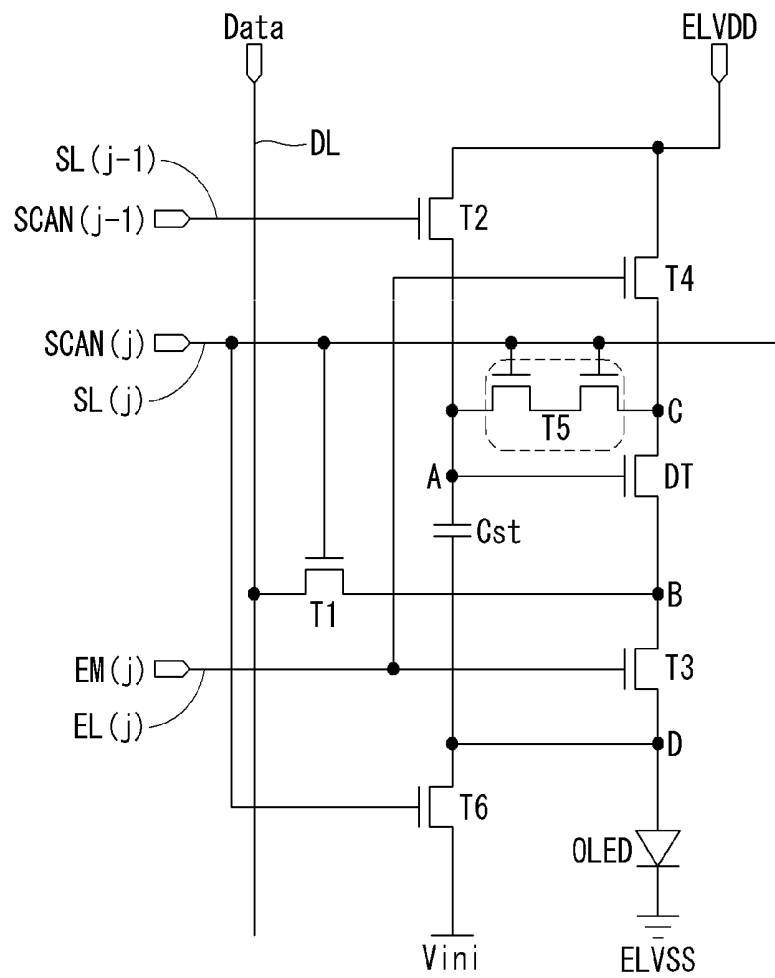 Data
ELVDD
DL
SL(j-1)
SCAN(j-1)
T2
T4
SCAN(j)
SL(j)
T5
C
A
DT
Cst
T1
B
EM(j)
T3
EL(j)
D
T6
OLED
Vini
ELVSS